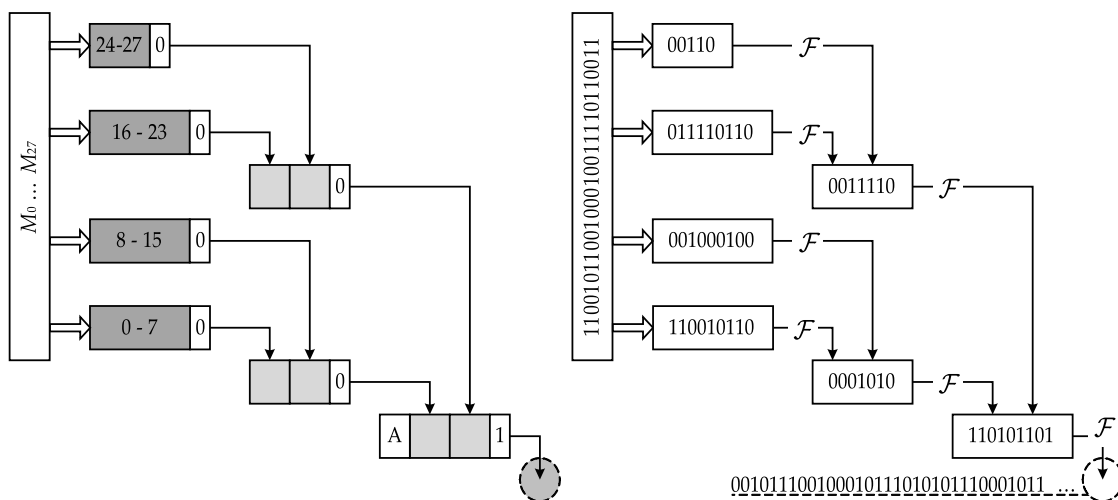 24-27 0
16 - 23 0
0
M₀ ... M₂₇
8 - 15 0
0 - 7 0
0
A 1
1100101100100010011110110011
00110 ℱ
011110110 ℱ
0011110 ℱ
001000100 ℱ
110010110 ℱ
0001010 ℱ
110101101 ℱ
001011100100010111010101110001011 ...